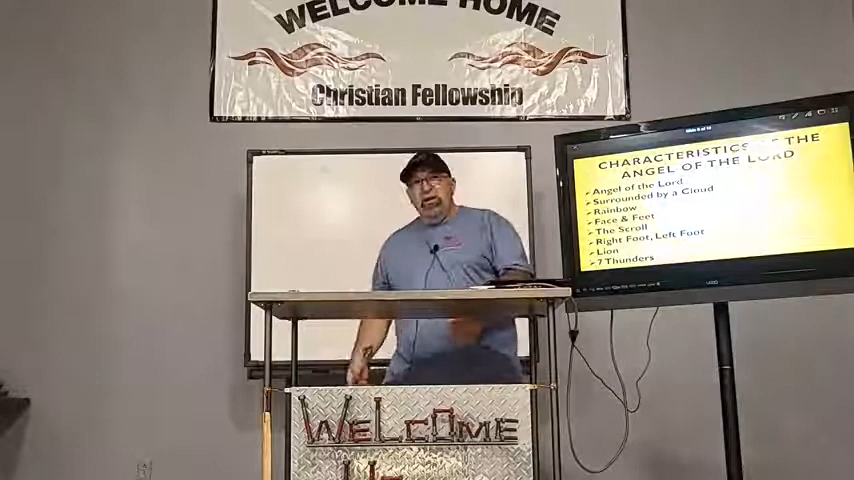 WELCOME HOME
Christian Fellowship
CHARACTERISTICS OF THE
ANGEL OF THE LORD
Angel of the Lord
Surrounded by a Cloud
Rainbow
Face & Feet
The Scroll
Right Foot, Left Foot
Lion
7 Thunders
WELCOME